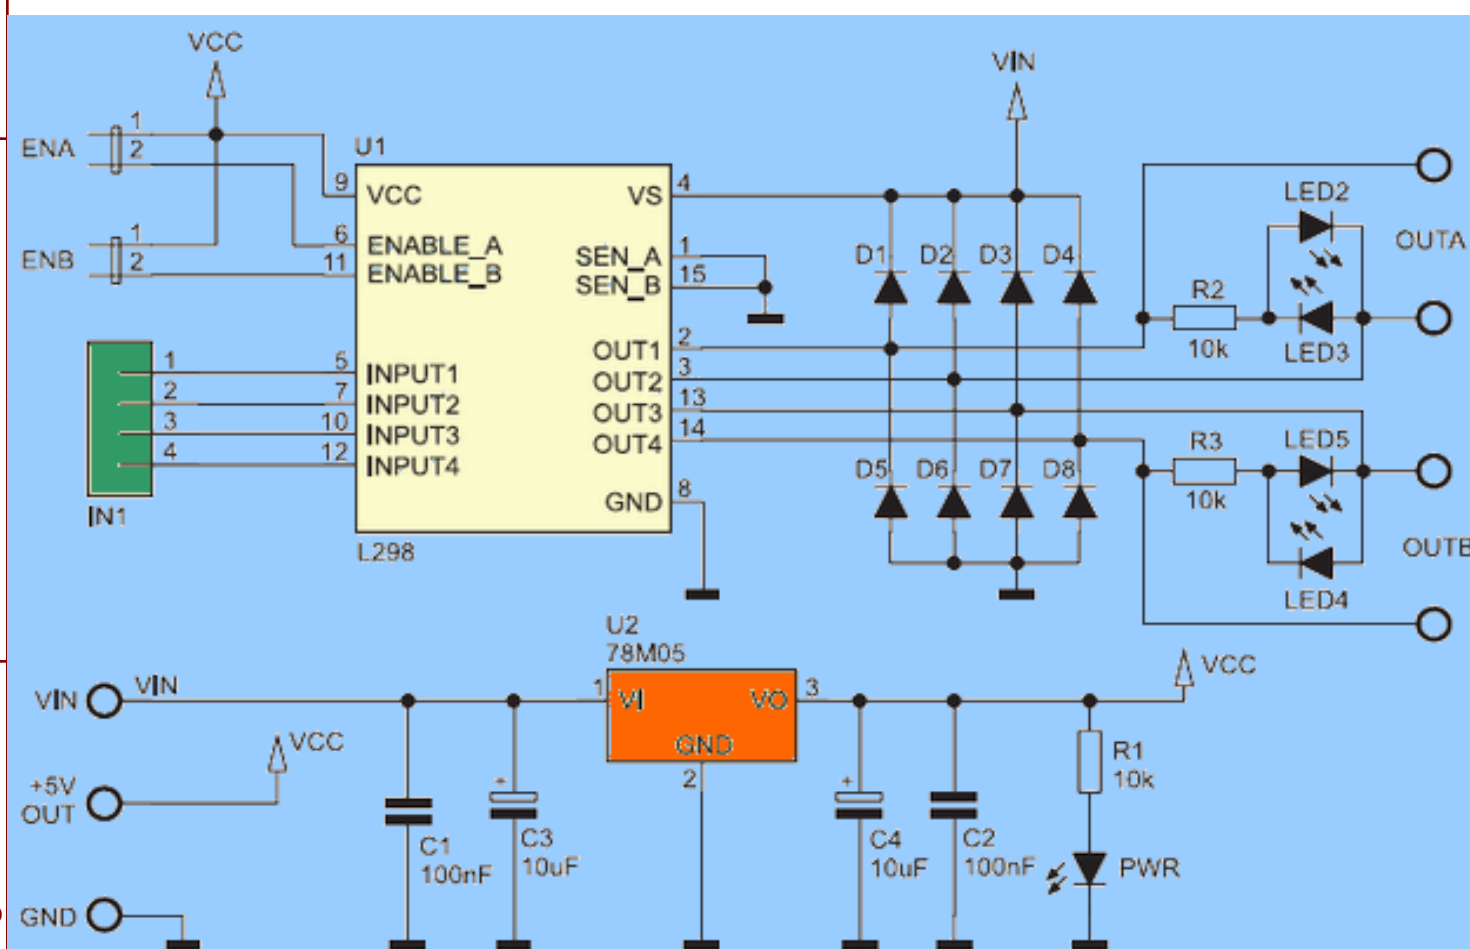 VCC
VIN
ENA
1
2
U1
9
VCC
VS
4
LED2
OUTA
ENB
1
2
6
ENABLE_A
11
ENABLE_B
SEN_A
1
SEN_B
15
D1
D2
D3
D4
R2
10k
LED3
1
5
INPUT1
2
7
INPUT2
3
10
INPUT3
4
12
INPUT4
OUT1
2
OUT2
3
OUT3
13
OUT4
14
GND
8
IN1
L298
D5
D6
D7
D8
R3
10k
LED5
OUTB
LED4
U2
78M05
VIN
VIN
1
VI
VO
3
GND
2
VCC
+5V
OUT
VCC
+
C1
100nF
C3
10uF
+
C4
10uF
C2
100nF
R1
10k
PWR
GND